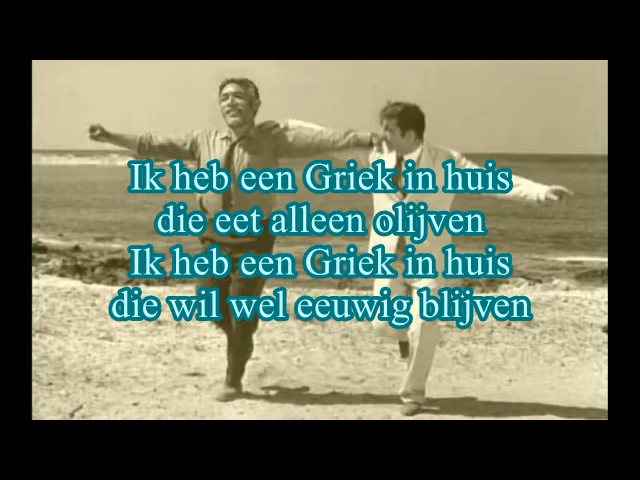 Ik heb een Griek in huis
die eet alleen olijven
Ik heb een Griek in huis
die wil wel eeuwig blijven